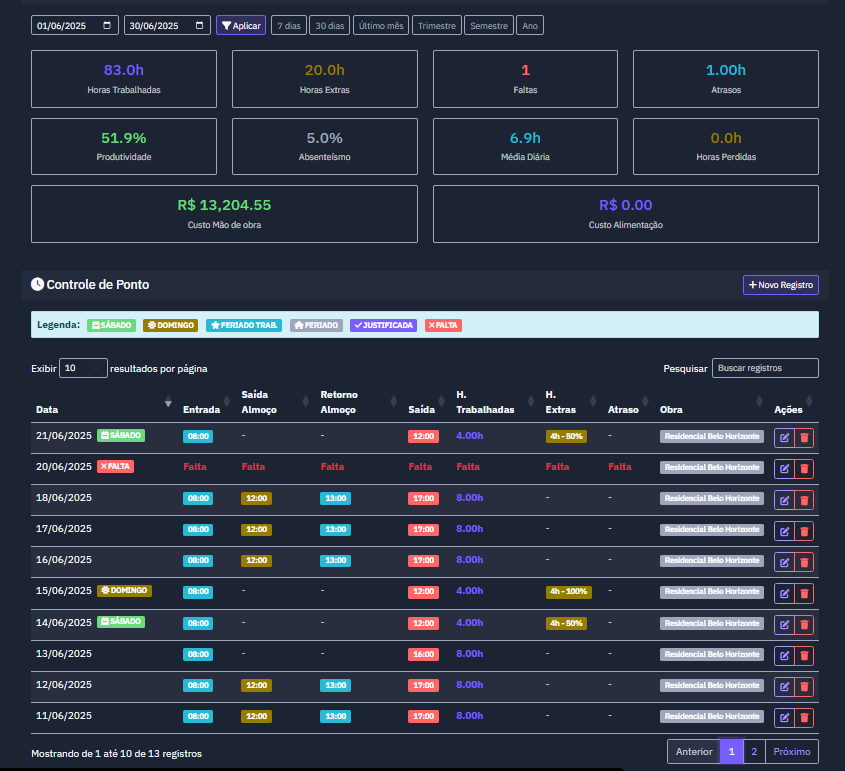 01/06/2025 30/06/2025 Aplicar 7 dias 30 dias Último mês Trimestre Semestre Ano
83.0h 20.0h 1 1.00h
Horas Trabalhadas Horas Extras Faltas Atrasos
51.9% 5.0% 6.9h 0.0h
Produtividade Absenteísmo Média Diária Horas Perdidas
R$ 13,204.55 R$ 0.00
Custo Mão de obra Custo Alimentação
Controle de Ponto + Novo Registro
Legenda: SÁBADO DOMINGO FERIADO TRAB. FERIADO JUSTIFICADA FALTA
Exibir 10 resultados por página Pesquisar Buscar registros
Data Entrada Saída Almoço Retorno Almoço Saída H. Trabalhadas H. Extras Atraso Obra Ações
21/06/2025 SÁBADO 08:00 - - 12:00 4.00h 4h - 50% - Residencial Belo Horizonte
20/06/2025 FALTA Falta Falta Falta Falta Falta Falta Falta Residencial Belo Horizonte
18/06/2025 08:00 12:00 13:00 17:00 8.00h - - Residencial Belo Horizonte
17/06/2025 08:00 12:00 13:00 17:00 8.00h - - Residencial Belo Horizonte
16/06/2025 08:00 12:00 13:00 17:00 8.00h - - Residencial Belo Horizonte
15/06/2025 DOMINGO 08:00 - - 12:00 4.00h 4h - 100% - Residencial Belo Horizonte
14/06/2025 SÁBADO 08:00 - - 12:00 4.00h 4h - 50% - Residencial Belo Horizonte
13/06/2025 08:00 - - 16:00 8.00h - - Residencial Belo Horizonte
12/06/2025 08:00 12:00 13:00 17:00 8.00h - - Residencial Belo Horizonte
11/06/2025 08:00 12:00 13:00 17:00 8.00h - - Residencial Belo Horizonte
Mostrando de 1 até 10 de 13 registros Anterior 1 2 Próximo